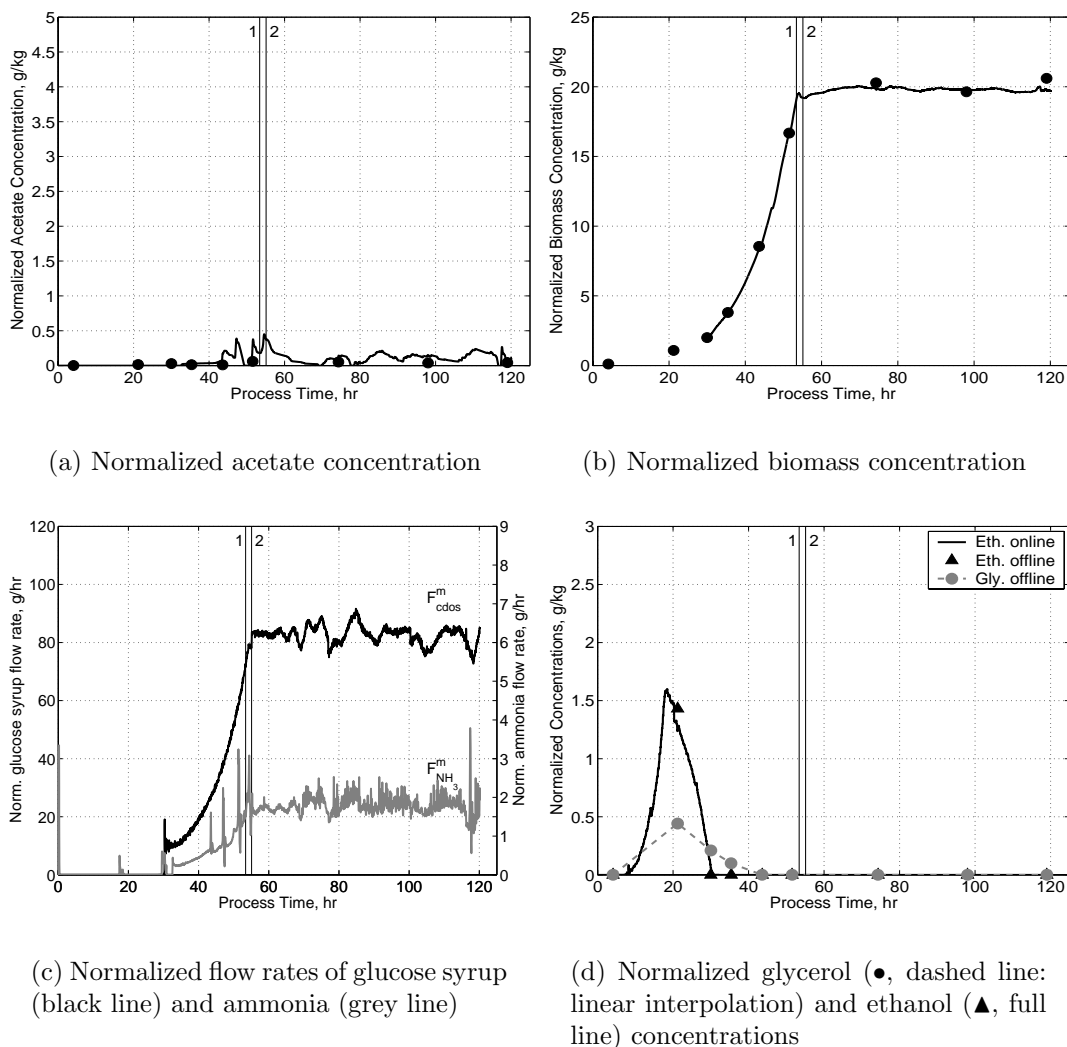 5
4.5
4
3.5
3
2.5
2
1.5
1
0.5
0
0 20 40 60 80 100 120
Process Time, hr
Normalized Acetate Concentration, g/kg
1 2
(a) Normalized acetate concentration
25
20
15
10
5
0
0 20 40 60 80 100 120
Process Time, hr
Normalized Biomass Concentration, g/kg
1 2
(b) Normalized biomass concentration
120
100
80
60
40
20
0
0 20 40 60 80 100 120
Process Time, hr
Norm. glucose syrup flow rate, g/hr
1 2
F^m_cdos
F^m_NH_3
9
8
7
6
5
4
3
2
1
0
Norm. ammonia flow rate, g/hr
(c) Normalized flow rates of glucose syrup
(black line) and ammonia (grey line)
3
2.5
2
1.5
1
0.5
0
0 20 40 60 80 100 120
Process Time, hr
Normalized Concentrations, g/kg
1 2
Eth. online
Eth. offline
Gly. offline
(d) Normalized glycerol (●, dashed line:
linear interpolation) and ethanol (▲, full
line) concentrations